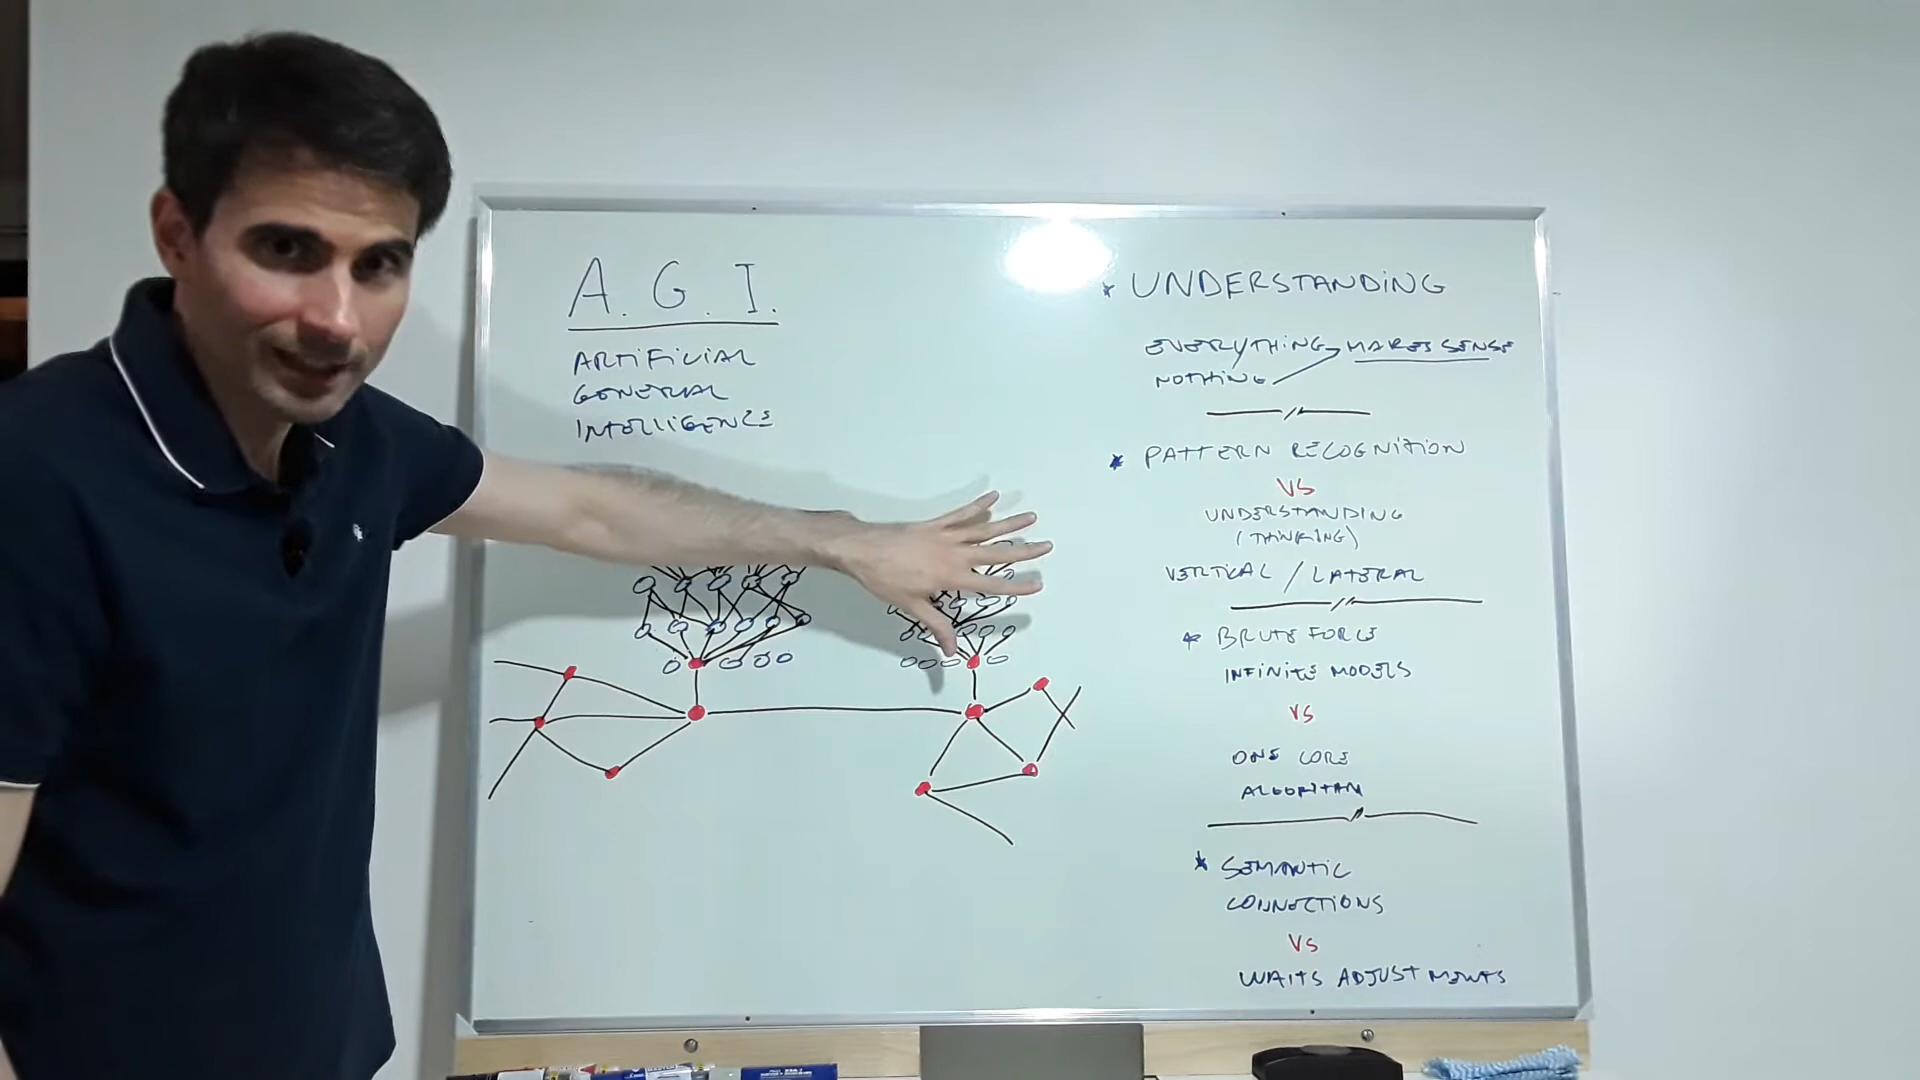 A. G. I.
ARTIFICIAL
GENERAL
INTELLIGENCE
* UNDERSTANDING
EVERYTHING MAKES SENSE
NOTHING
* PATTERN RECOGNITION
VS
UNDERSTANDING
(THINKING)
VERTICAL / LATERAL
* BRUTE FORCE
INFINITE MODELS
VS
ONE CORE
ALGORITHM
* SEMANTIC
CONNECTIONS
VS
WAITS ADJUSTMENTS